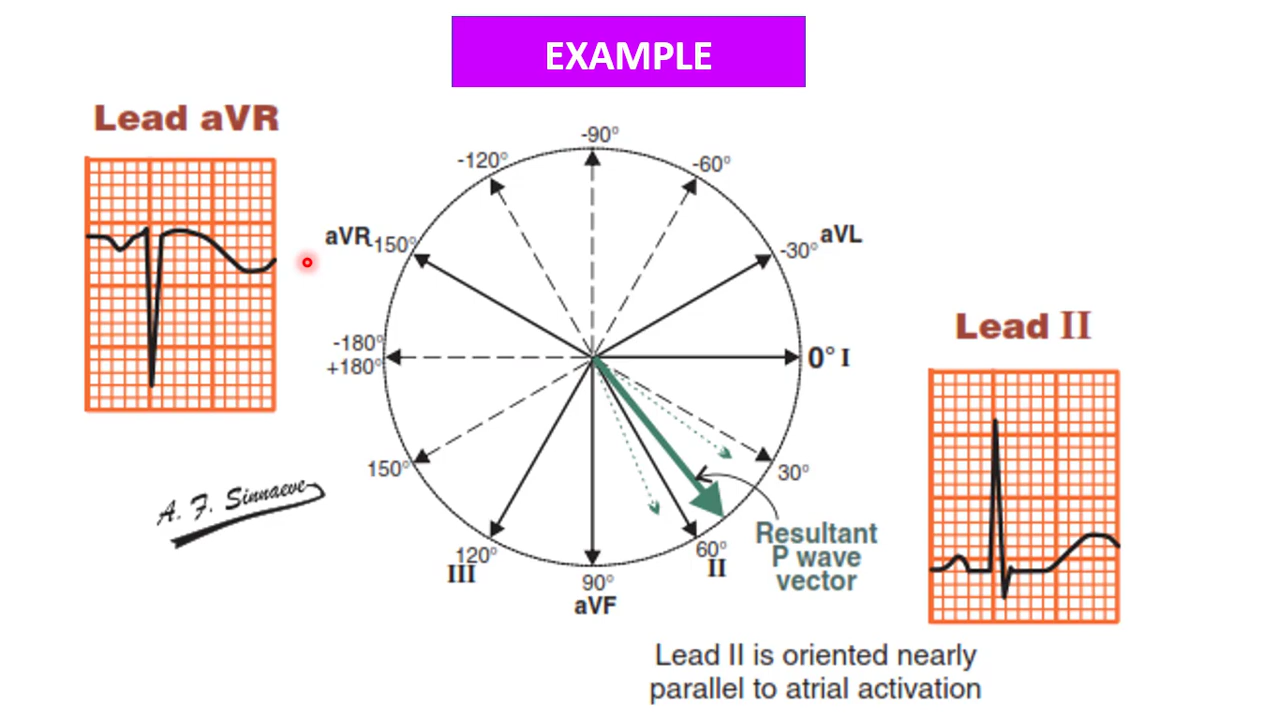 EXAMPLE
Lead aVR
-90°
-120°
-60°
aVR
150°
aVL
-30°
-180°
+180°
0° I
Lead II
150°
30°
A. F. Sinnaeve
120°
III
60°
II
90°
aVF
Resultant
P wave
vector
Lead II is oriented nearly
parallel to atrial activation